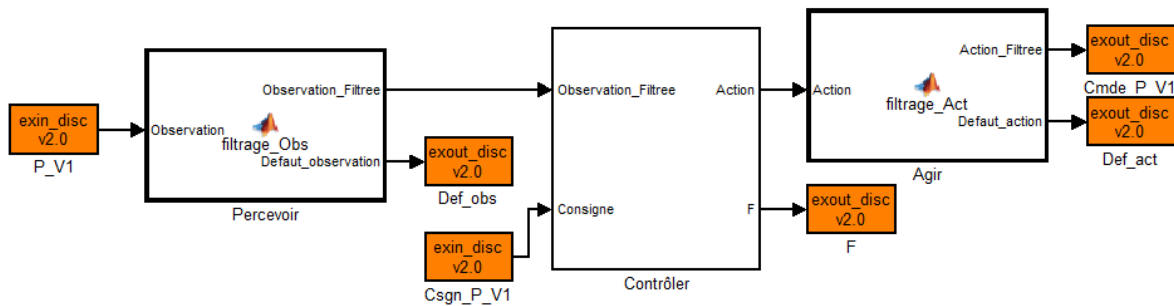 exin_disc
v2.0
P_V1
Observation
filtrage_Obs
Observation_Filtree
Defaut_observation
Percevoir
exout_disc
v2.0
Def_obs
exin_disc
v2.0
Csgn_P_V1
Observation_Filtree
Consigne
Action
F
Contrôler
exout_disc
v2.0
F
Action
filtrage_Act
Action_Filtree
Defaut_action
Agir
exout_disc
v2.0
Cmde_P_V1
exout_disc
v2.0
Def_act